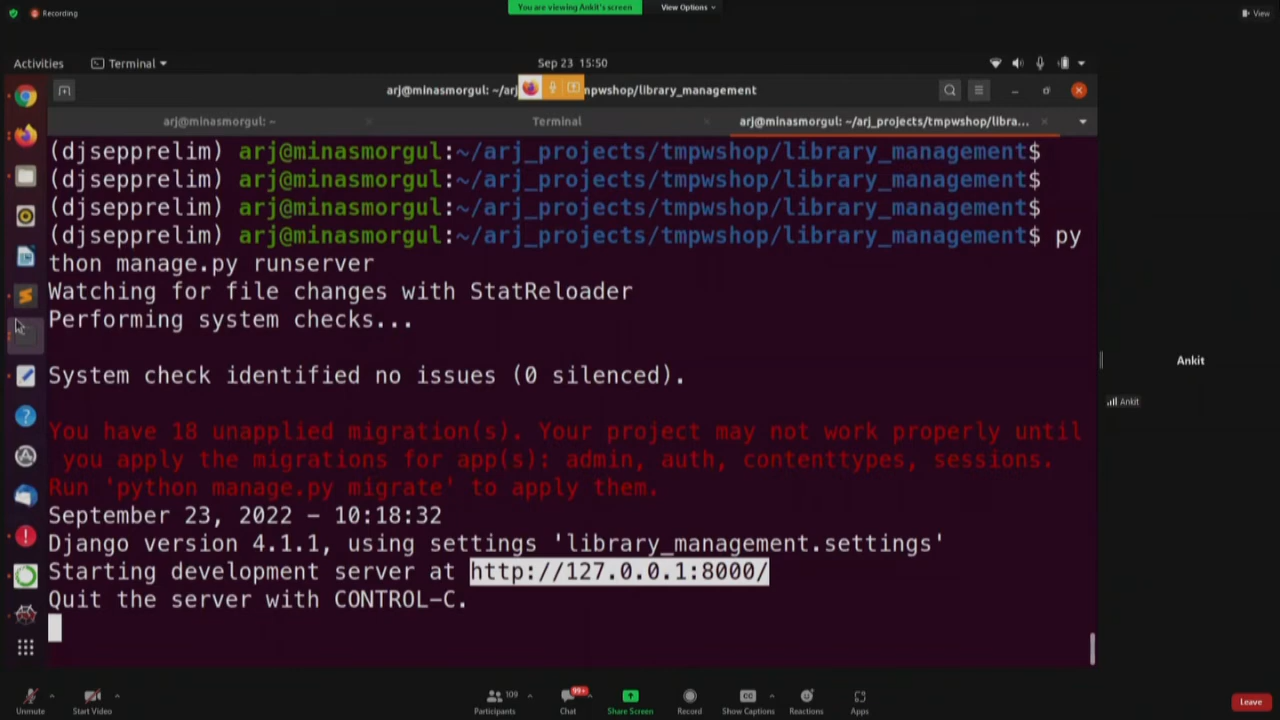 Recording
You are viewing Ankit's screen
View Options
View
Activities
Terminal
Sep 23 15:50
arj@minasmorgul: ~/arj
mpwshop/library_management
arj@minasmorgul: ~
Terminal
arj@minasmorgul: ~/arj_projects/tmpwshop/libra...
(djsepprelim) arj@minasmorgul:~/arj_projects/tmpwshop/library_management$
(djsepprelim) arj@minasmorgul:~/arj_projects/tmpwshop/library_management$
(djsepprelim) arj@minasmorgul:~/arj_projects/tmpwshop/library_management$
(djsepprelim) arj@minasmorgul:~/arj_projects/tmpwshop/library_management$ py
thon manage.py runserver
Watching for file changes with StatReloader
Performing system checks...
System check identified no issues (0 silenced).
You have 18 unapplied migration(s). Your project may not work properly until
you apply the migrations for app(s): admin, auth, contenttypes, sessions.
Run 'python manage.py migrate' to apply them.
September 23, 2022 - 10:18:32
Django version 4.1.1, using settings 'library_management.settings'
Starting development server at http://127.0.0.1:8000/
Quit the server with CONTROL-C.
Ankit
Ankit
Unmute
Start Video
109
Participants
99+
Chat
Share Screen
Record
CC
Show Captions
Reactions
Apps
Leave